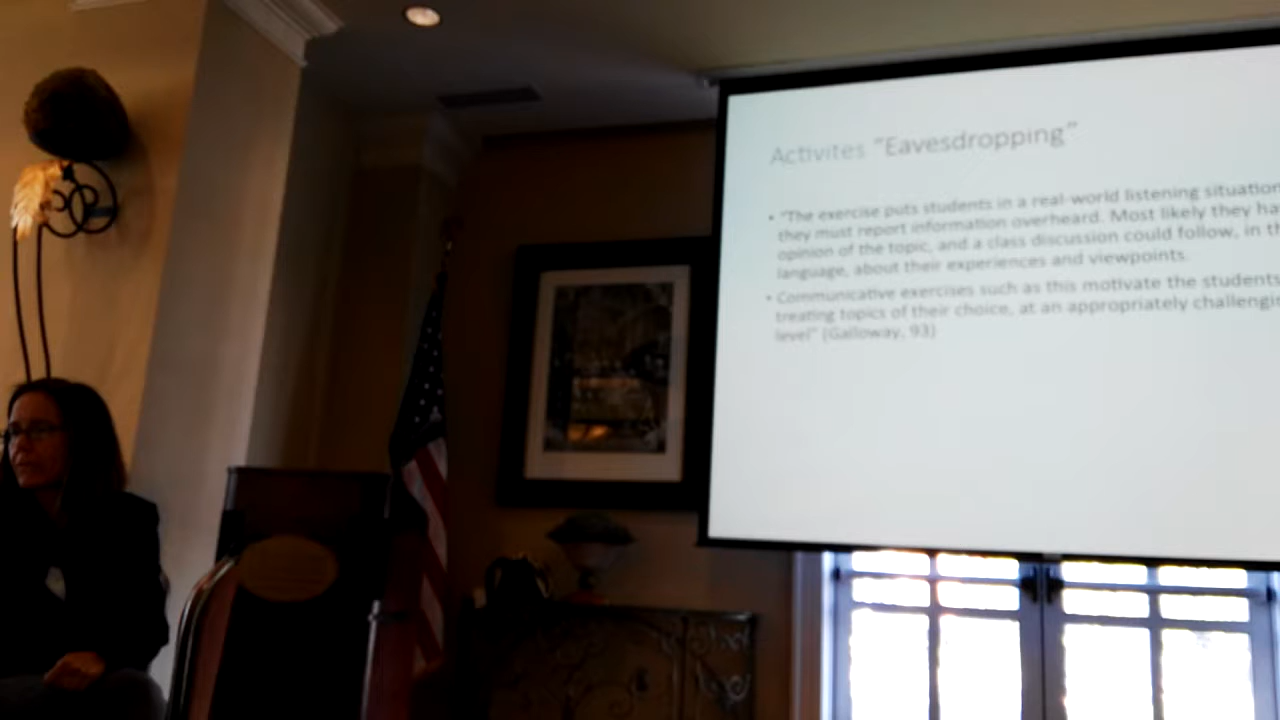 Activites "Eavesdropping"
• "The exercise puts students in a real-world listening situation
they must report information overheard. Most likely they ha
opinion of the topic, and a class discussion could follow, in th
language, about their experiences and viewpoints.
• Communicative exercises such as this motivate the students
treating topics of their choice, at an appropriately challengi
level" (Galloway, 93)